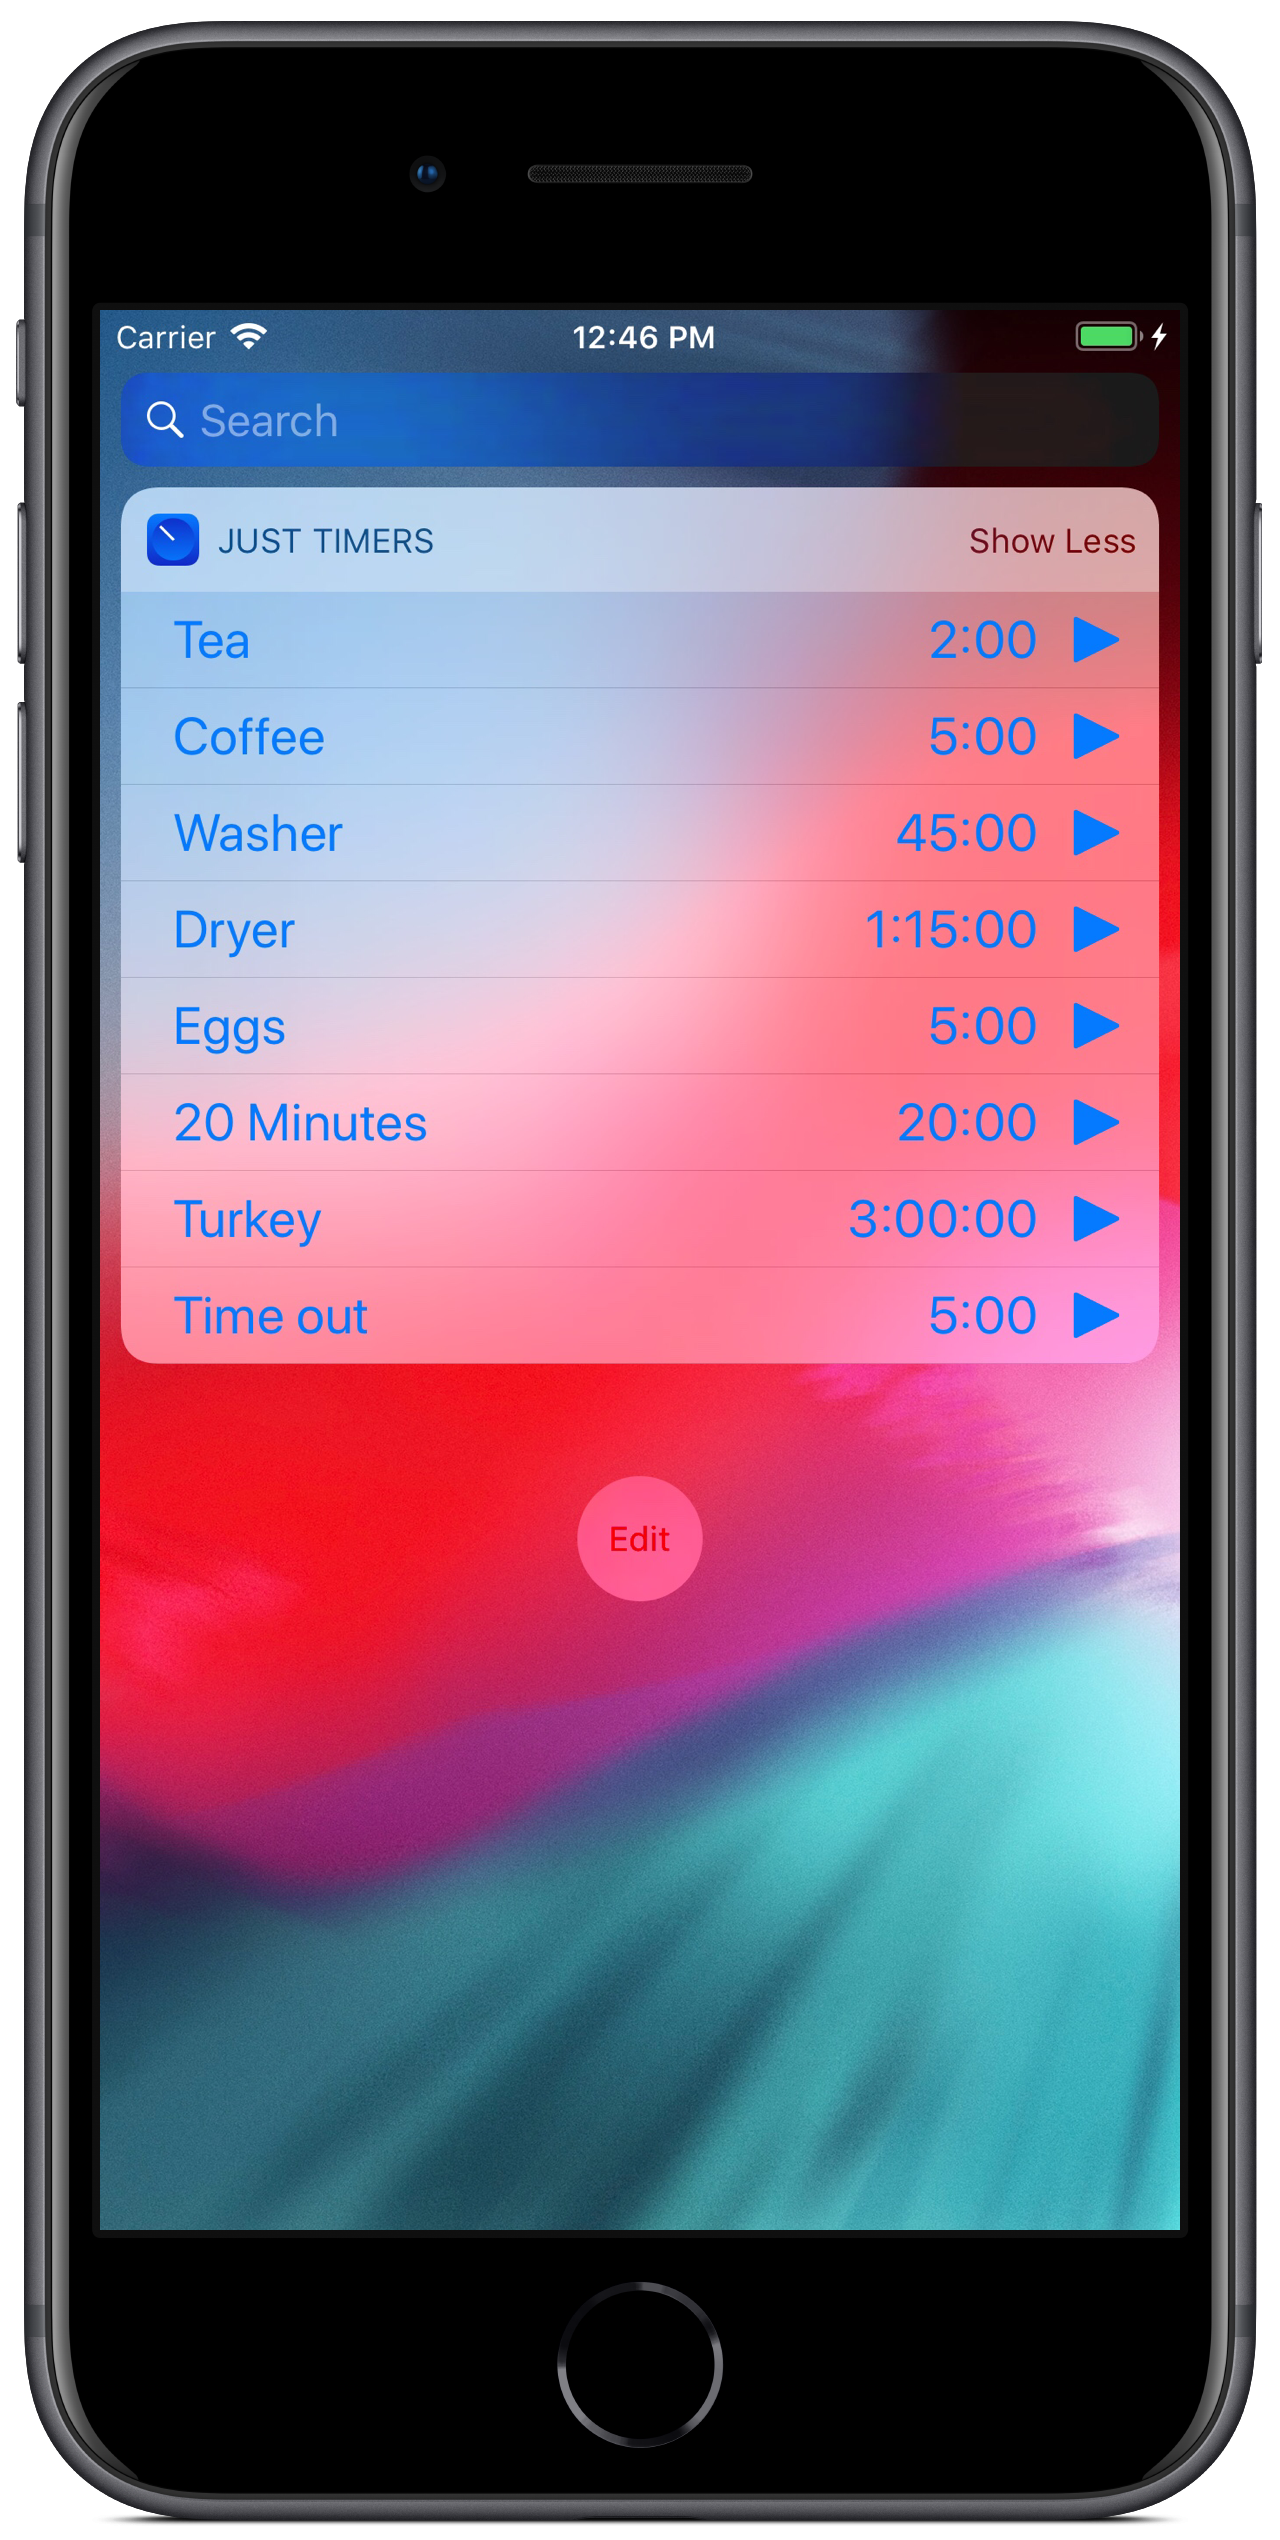 Carrier 12:46 PM
Search
JUST TIMERS Show Less
Tea 2:00
Coffee 5:00
Washer 45:00
Dryer 1:15:00
Eggs 5:00
20 Minutes 20:00
Turkey 3:00:00
Time out 5:00
Edit